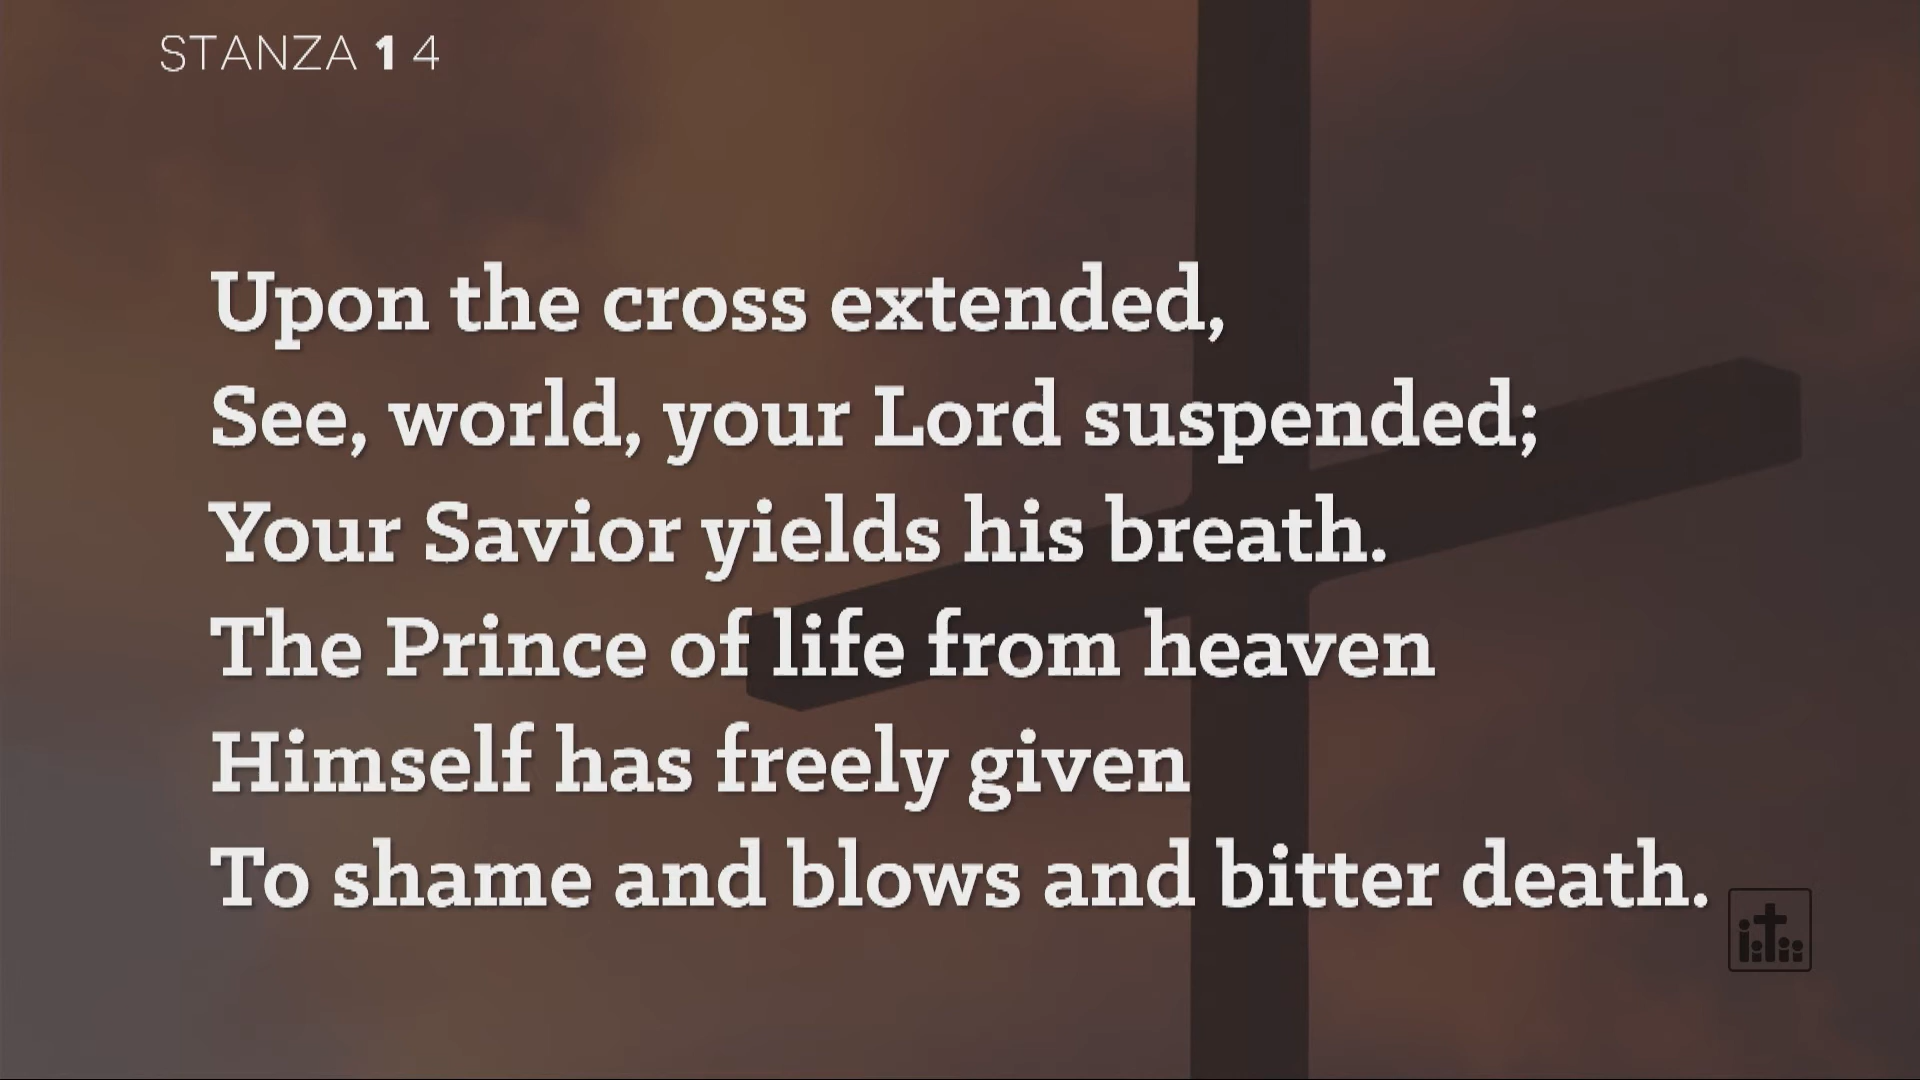 STANZA 1 4
Upon the cross extended,
See, world, your Lord suspended;
Your Savior yields his breath.
The Prince of life from heaven
Himself has freely given
To shame and blows and bitter death.